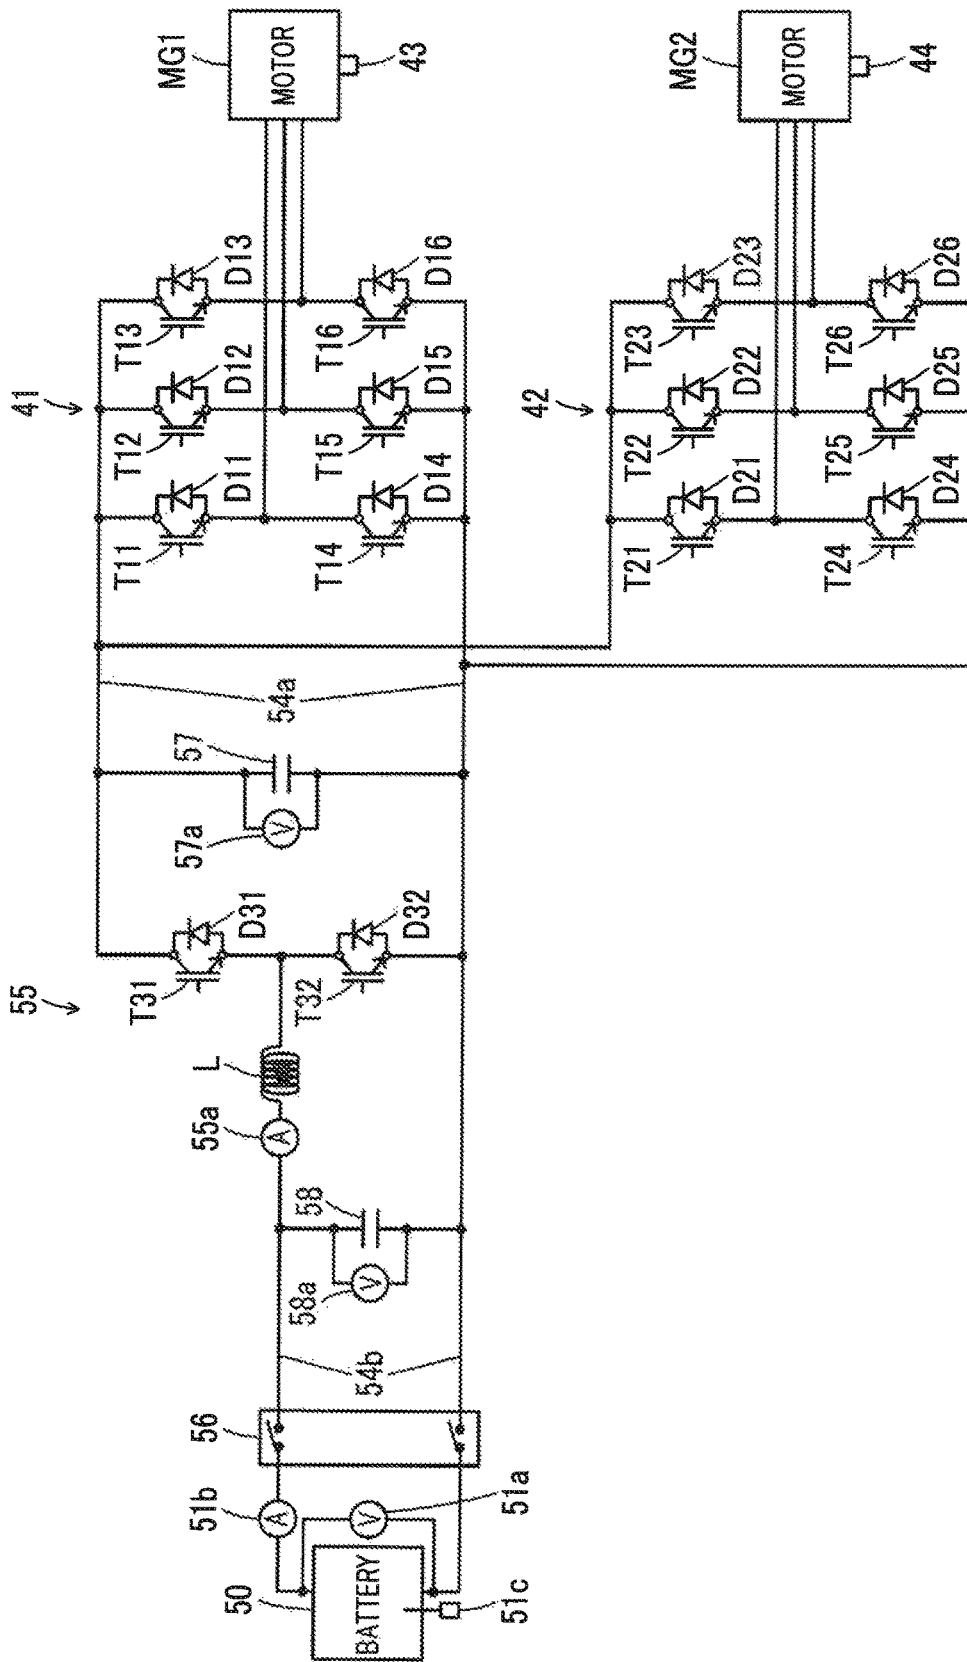 55
41
MG1
MOTOR
43
T13
D13
T12
D12
T11
D11
T16
D16
T15
D15
T14
D14
54a
57
57a
T31
D31
T32
D32
L
55a
58
58a
54b
56
51b
51a
50
BATTERY
51c
42
MG2
MOTOR
44
T23
D23
T22
D22
T21
D21
T26
D26
T25
D25
T24
D24
V
A
V
A
V